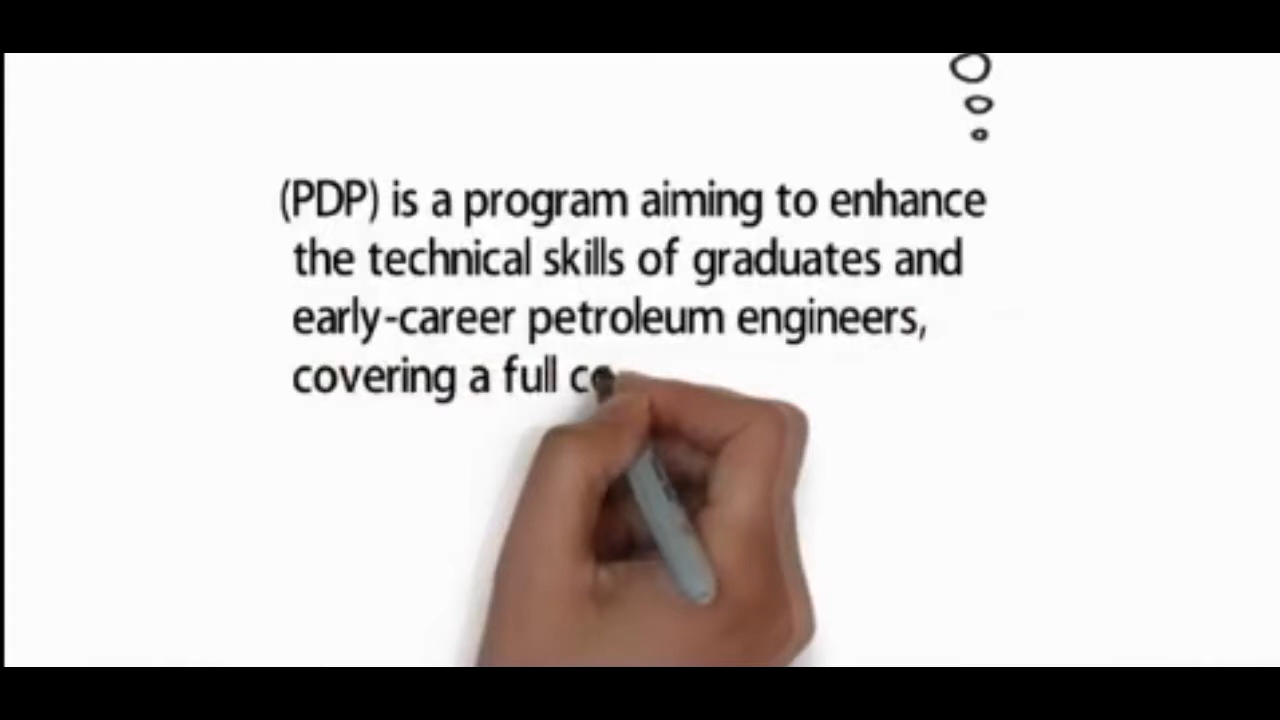 (PDP) is a program aiming to enhance
the technical skills of graduates and
early-career petroleum engineers,
covering a full